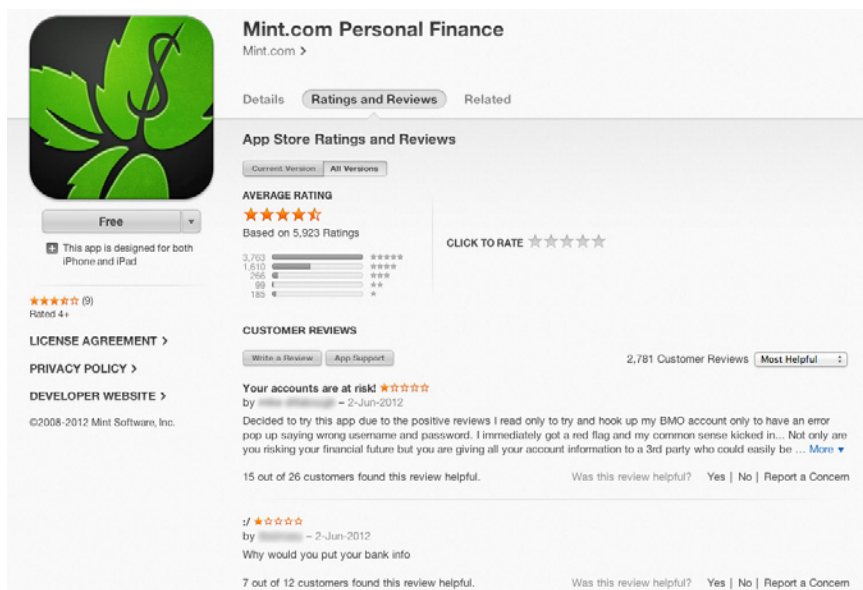 Mint.com Personal Finance
Mint.com >
Details Ratings and Reviews Related
App Store Ratings and Reviews
Current Version All Versions
AVERAGE RATING
Based on 5,923 Ratings
CLICK TO RATE
3,763
1,610
266
99
185
Free
This app is designed for both
iPhone and iPad
(9)
Rated 4+
LICENSE AGREEMENT >
PRIVACY POLICY >
DEVELOPER WEBSITE >
©2008-2012 Mint Software, Inc.
CUSTOMER REVIEWS
Write a Review App Support
2,781 Customer Reviews Most Helpful
Your accounts are at risk!
by – 2-Jun-2012
Decided to try this app due to the positive reviews I read only to try and hook up my BMO account only to have an error
pop up saying wrong username and password. I immediately got a red flag and my common sense kicked in... Not only are
you risking your financial future but you are giving all your account information to a 3rd party who could easily be ... More
15 out of 26 customers found this review helpful. Was this review helpful? Yes | No | Report a Concern
:/
by – 2-Jun-2012
Why would you put your bank info
7 out of 12 customers found this review helpful. Was this review helpful? Yes | No | Report a Concern